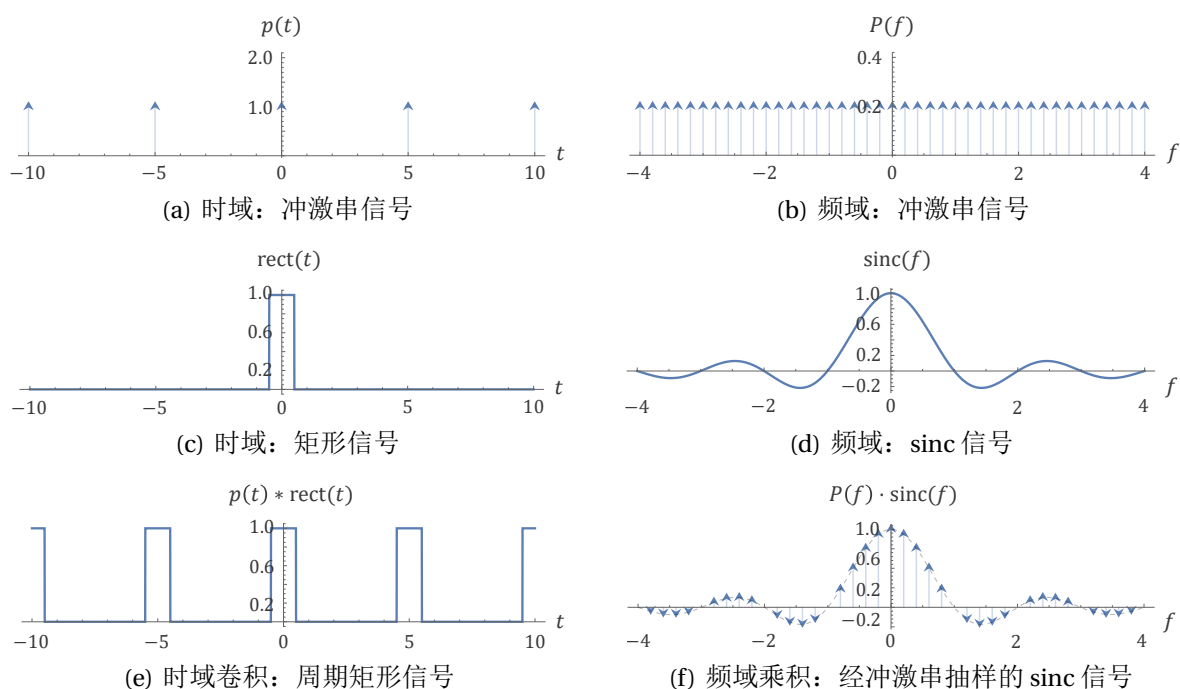 p(t)
2.0
1.0
−10 −5 0 5 10 t
(a) 时域：冲激串信号
P(f)
0.4
0.2
−4 −2 0 2 4 f
(b) 频域：冲激串信号
rect(t)
1.0
0.6
0.2
−10 −5 0 5 10 t
(c) 时域：矩形信号
sinc(f)
1.0
0.6
0.2
−0.2
−4 −2 0 2 4 f
(d) 频域：sinc 信号
p(t) ∗ rect(t)
1.0
0.6
0.2
−10 −5 0 5 10 t
(e) 时域卷积：周期矩形信号
P(f) · sinc(f)
1.0
0.6
0.2
−0.2
−4 −2 0 2 4 f
(f) 频域乘积：经冲激串抽样的 sinc 信号